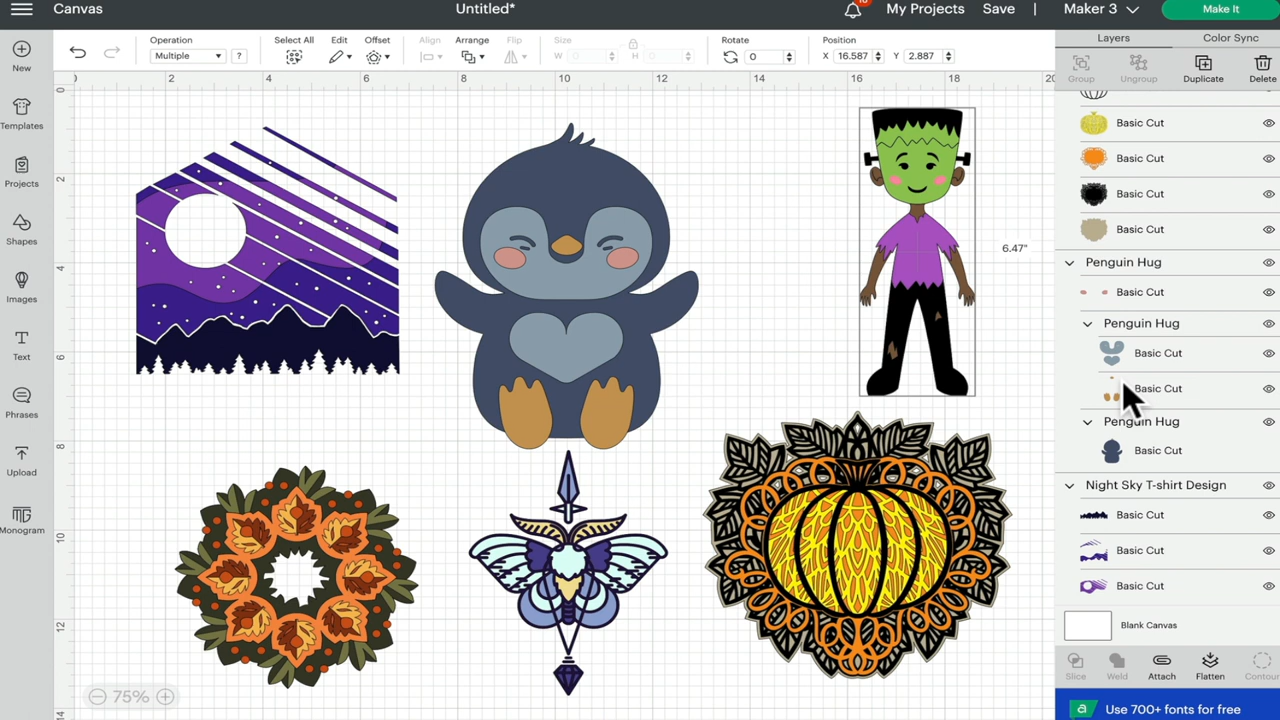 Canvas
Untitled*
My Projects
Save
Maker 3
Make It
New
Templates
Projects
Shapes
Images
Text
Phrases
Upload
Monogram
Operation
Multiple
?
Select All
Edit
Offset
Align
Arrange
Flip
Size
W 0
H 0
Rotate
0
Position
X 16.587
Y 2.887
Layers
Color Sync
Group
Ungroup
Duplicate
Delete
0 2 4 6 8 10 12 14 16 18 20
0
2
4
6
8
10
12
14
6.47"
75%
Basic Cut
Basic Cut
Basic Cut
Basic Cut
Penguin Hug
Basic Cut
Penguin Hug
Basic Cut
Basic Cut
Penguin Hug
Basic Cut
Night Sky T-shirt Design
Basic Cut
Basic Cut
Basic Cut
Blank Canvas
Slice
Weld
Attach
Flatten
Contour
a Use 700+ fonts for free